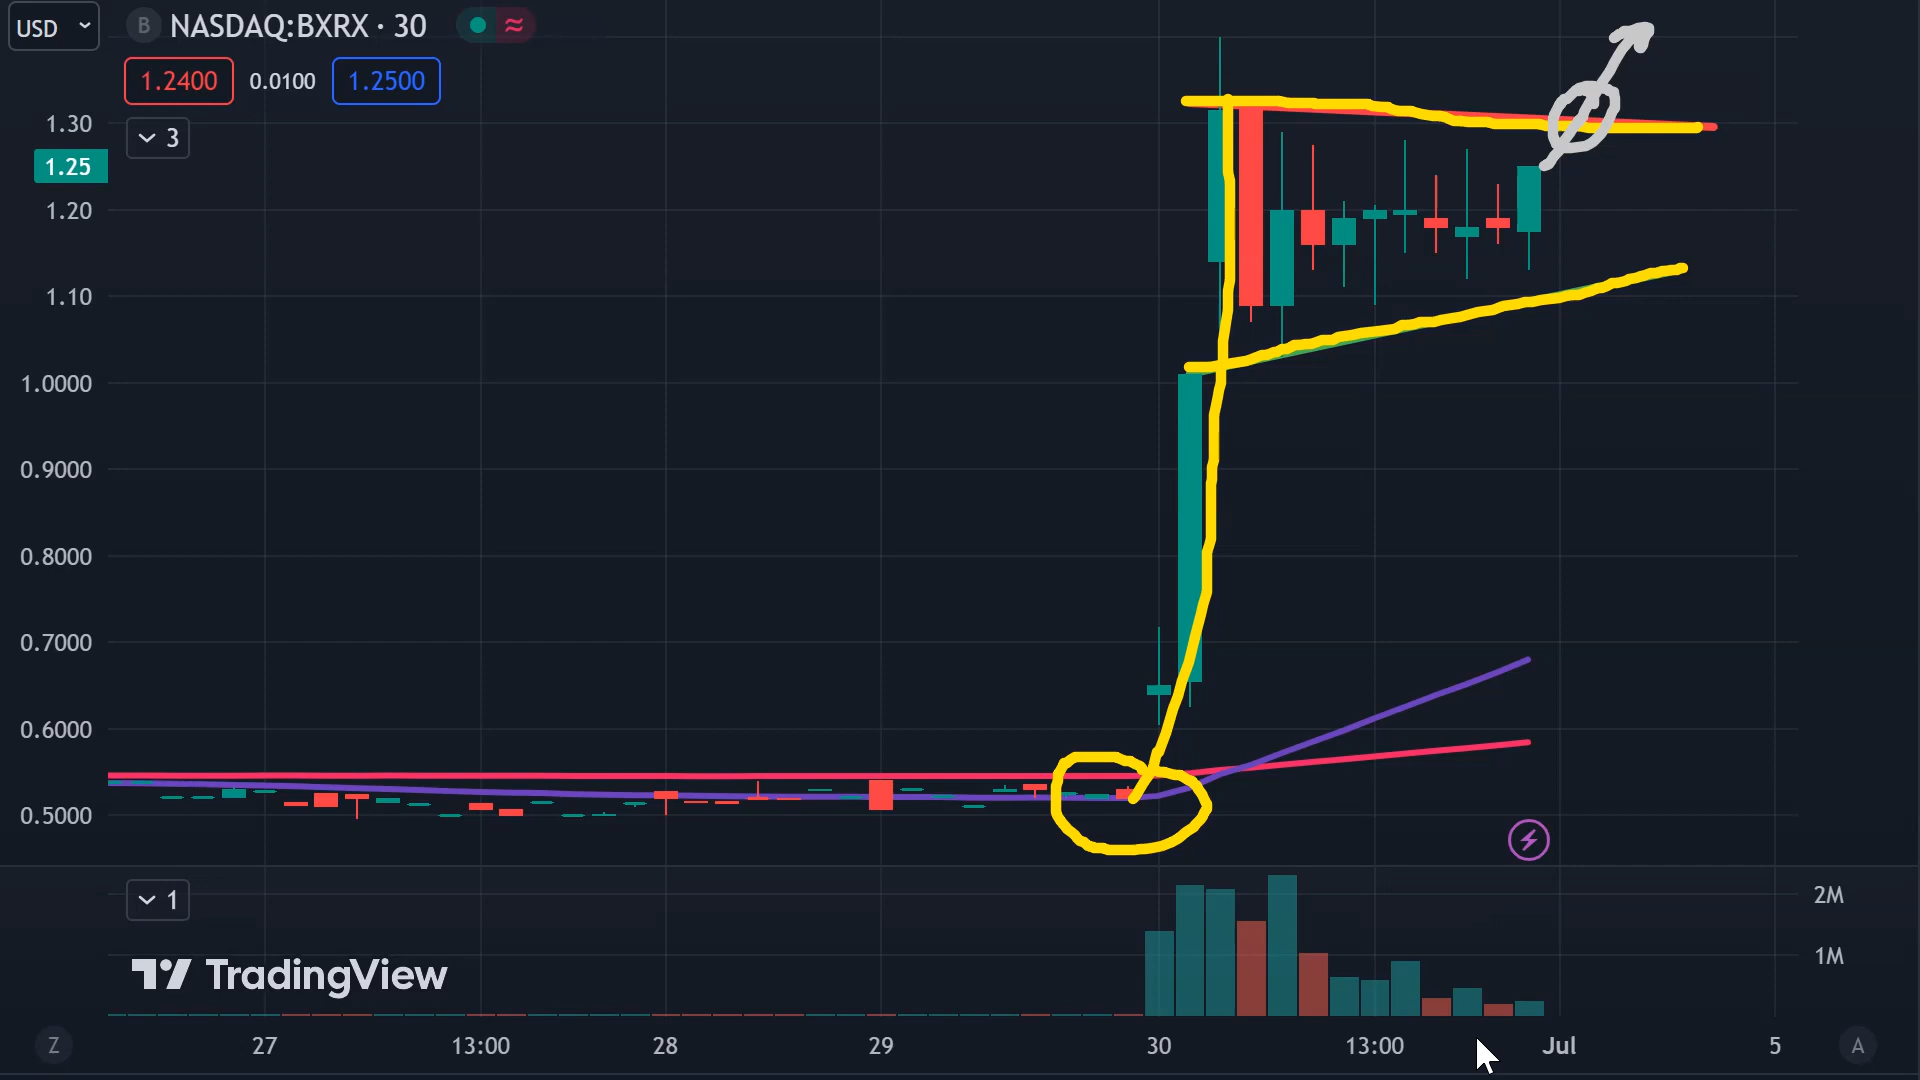 USD
B NASDAQ:BXRX · 30
1.2400 0.0100 1.2500
3
1.30
1.25
1.20
1.10
1.0000
0.9000
0.8000
0.7000
0.6000
0.5000
1
2M
1M
TradingView
Z 27 13:00 28 29 30 13:00 Jul 5 A